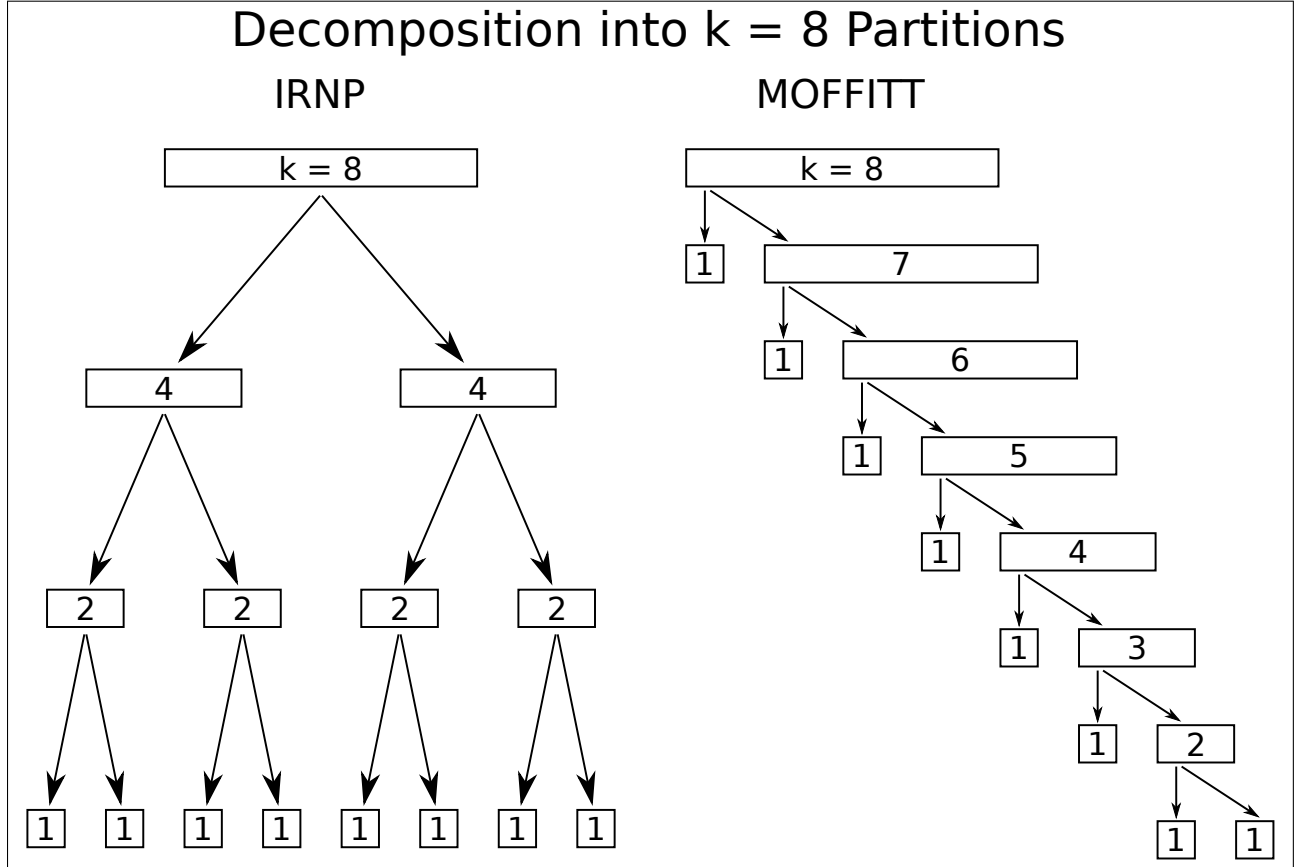 Decomposition into k = 8 Partitions
IRNP
MOFFITT
k = 8
4 4
2 2 2 2
1 1 1 1 1 1 1 1
k = 8
1 7
1 6
1 5
1 4
1 3
1 2
1 1